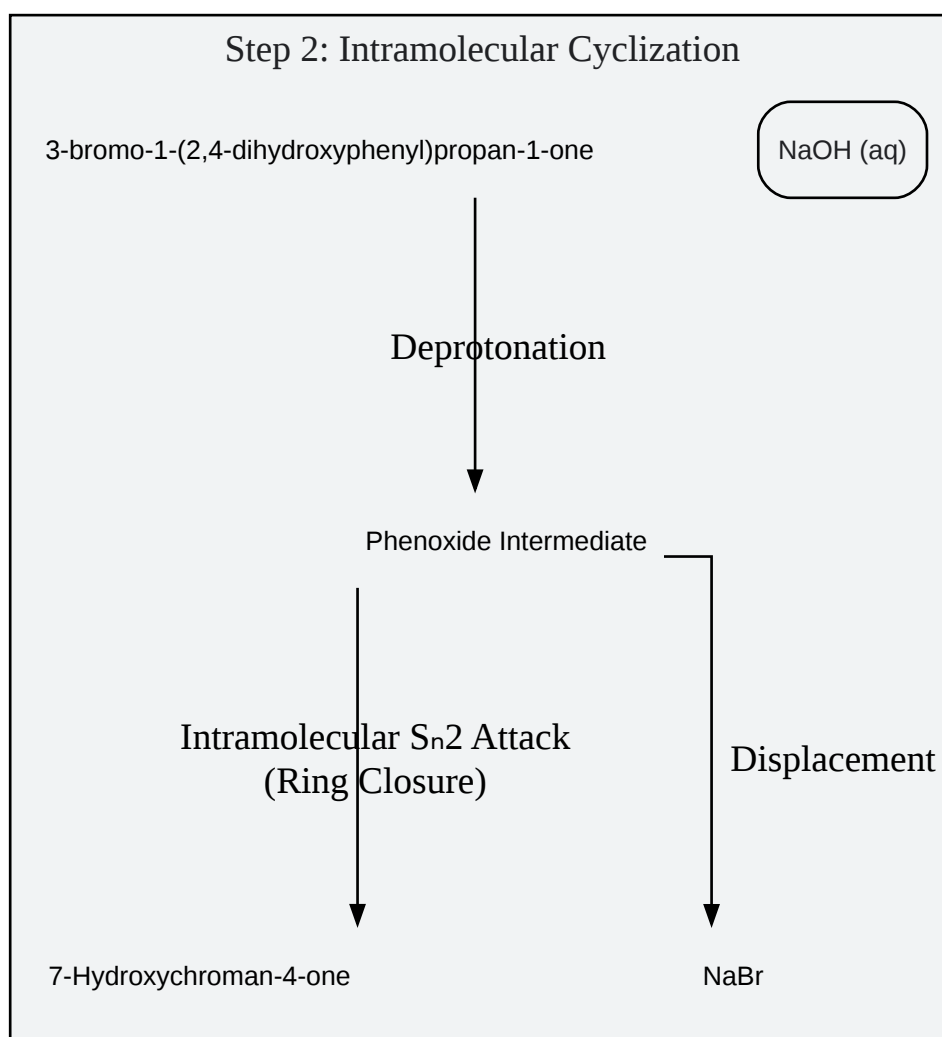 Step 2: Intramolecular Cyclization
3-bromo-1-(2,4-dihydroxyphenyl)propan-1-one
NaOH (aq)
Deprotonation
Phenoxide Intermediate
Intramolecular Sₙ2 Attack
(Ring Closure)
Displacement
7-Hydroxychroman-4-one
NaBr